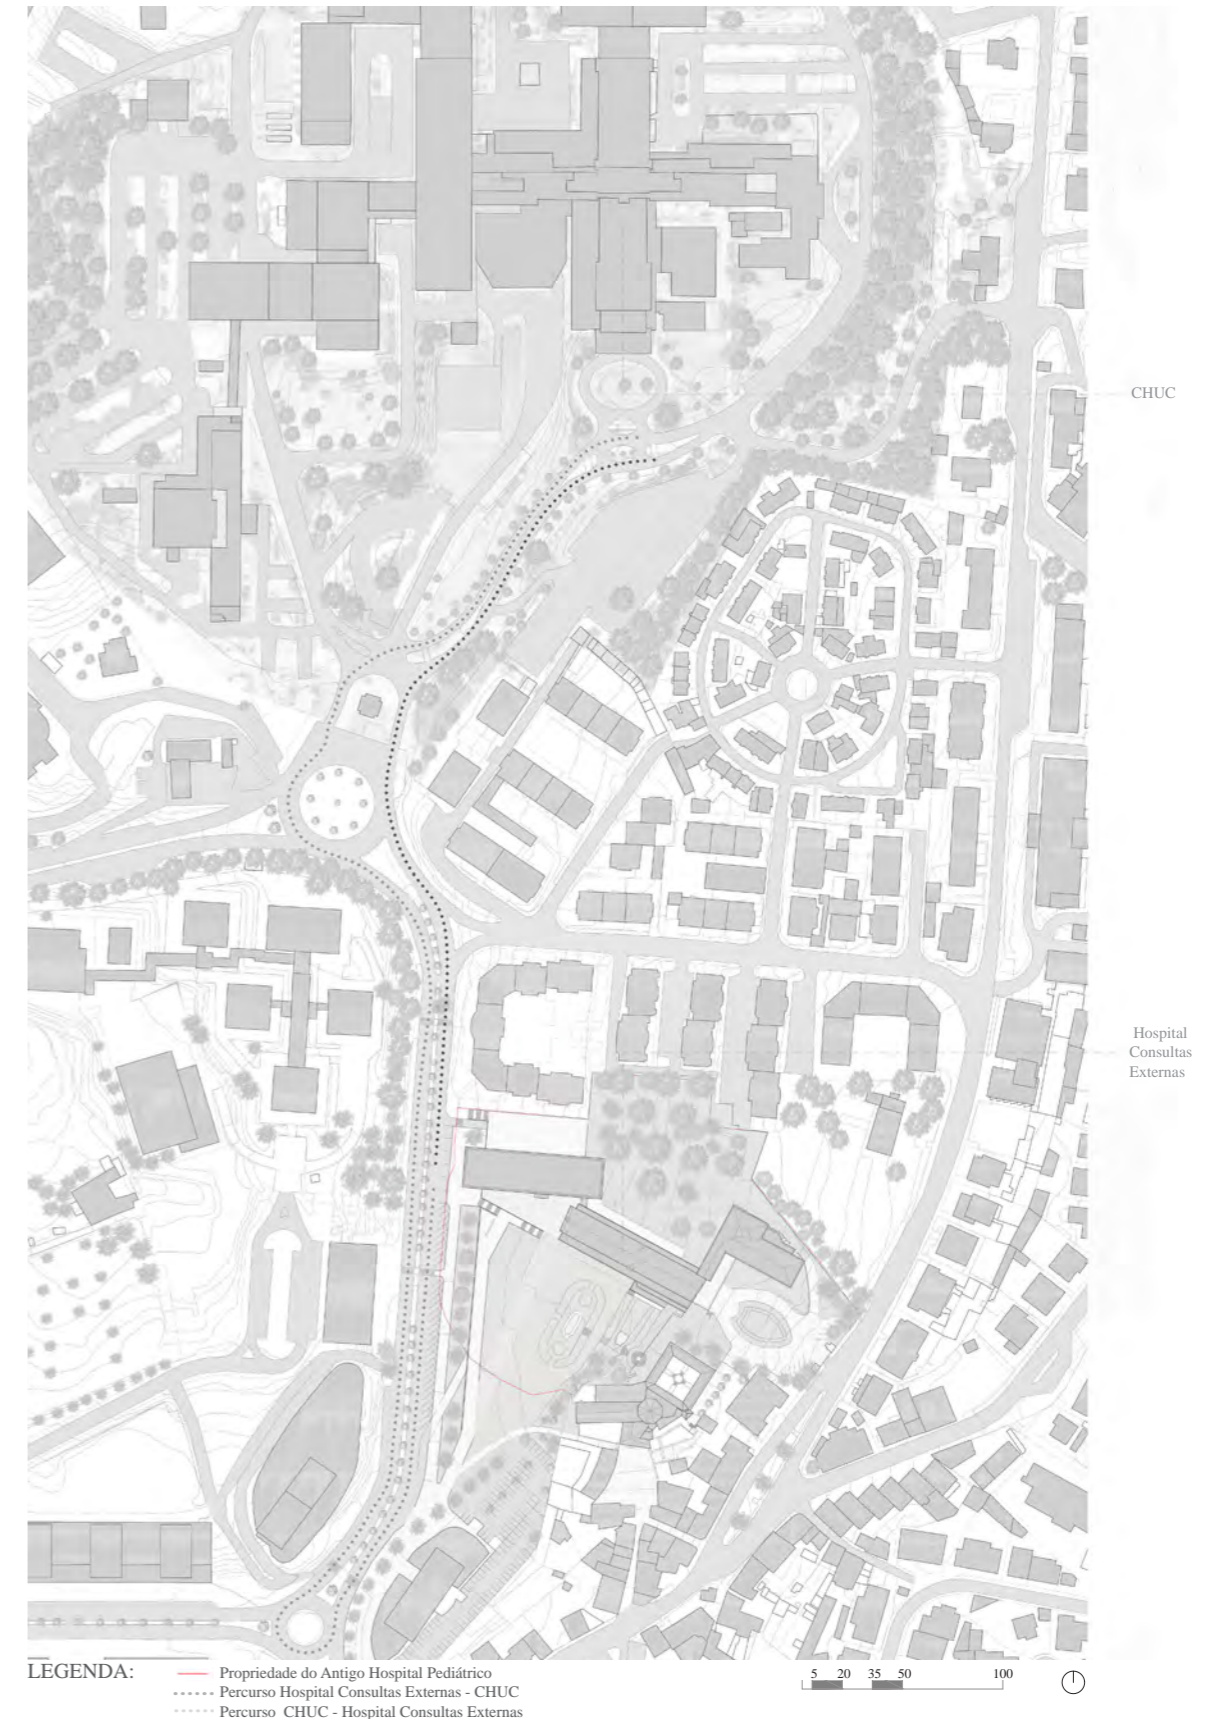 CHUC
Hospital
Consultas
Externas
LEGENDA:
Propriedade do Antigo Hospital Pediátrico
Percurso Hospital Consultas Externas - CHUC
Percurso CHUC - Hospital Consultas Externas
5 20 35 50 100